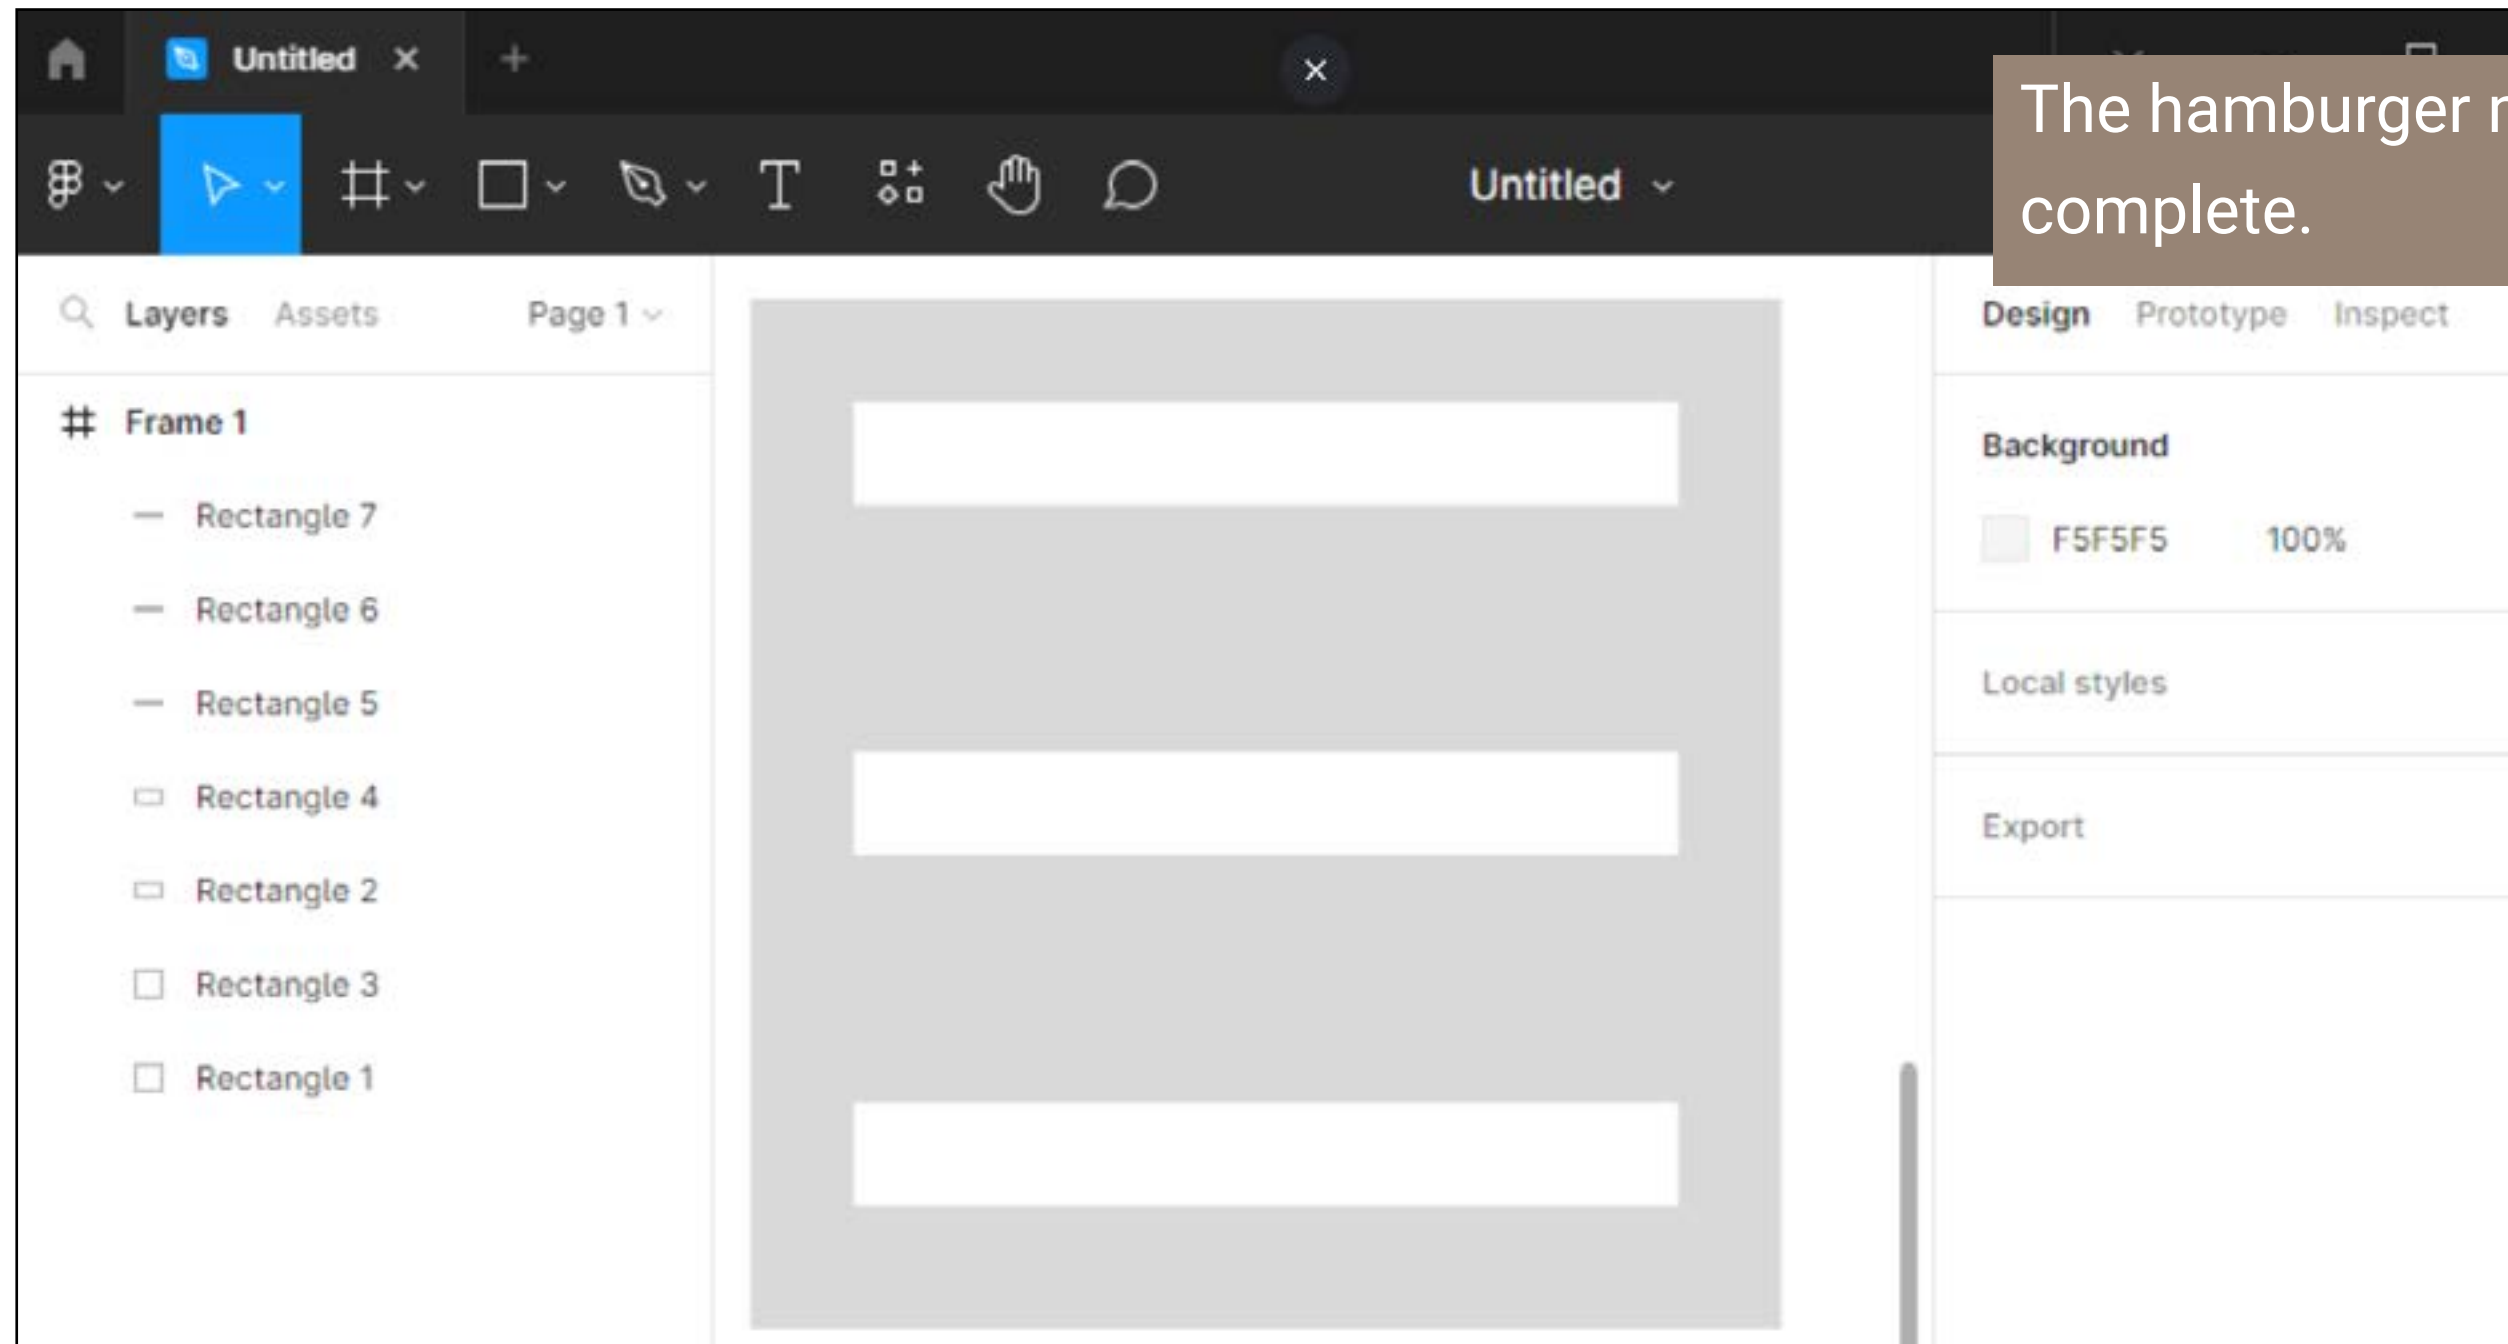 Untitled
Untitled
The hamburger
complete.
Layers Assets Page 1
Design Prototype Inspect
Frame 1
Background
Rectangle 7
F5F5F5 100%
Rectangle 6
Local styles
Rectangle 5
Rectangle 4
Export
Rectangle 2
Rectangle 3
Rectangle 1